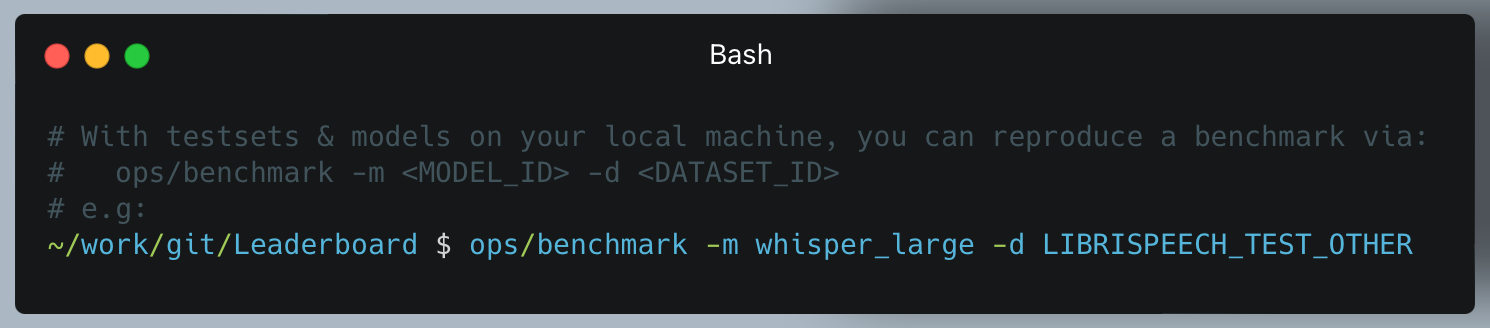 Bash
# With testsets & models on your local machine, you can reproduce a benchmark via:
#   ops/benchmark -m <MODEL_ID> -d <DATASET_ID>
# e.g:
~/work/git/Leaderboard $ ops/benchmark -m whisper_large -d LIBRISPEECH_TEST_OTHER